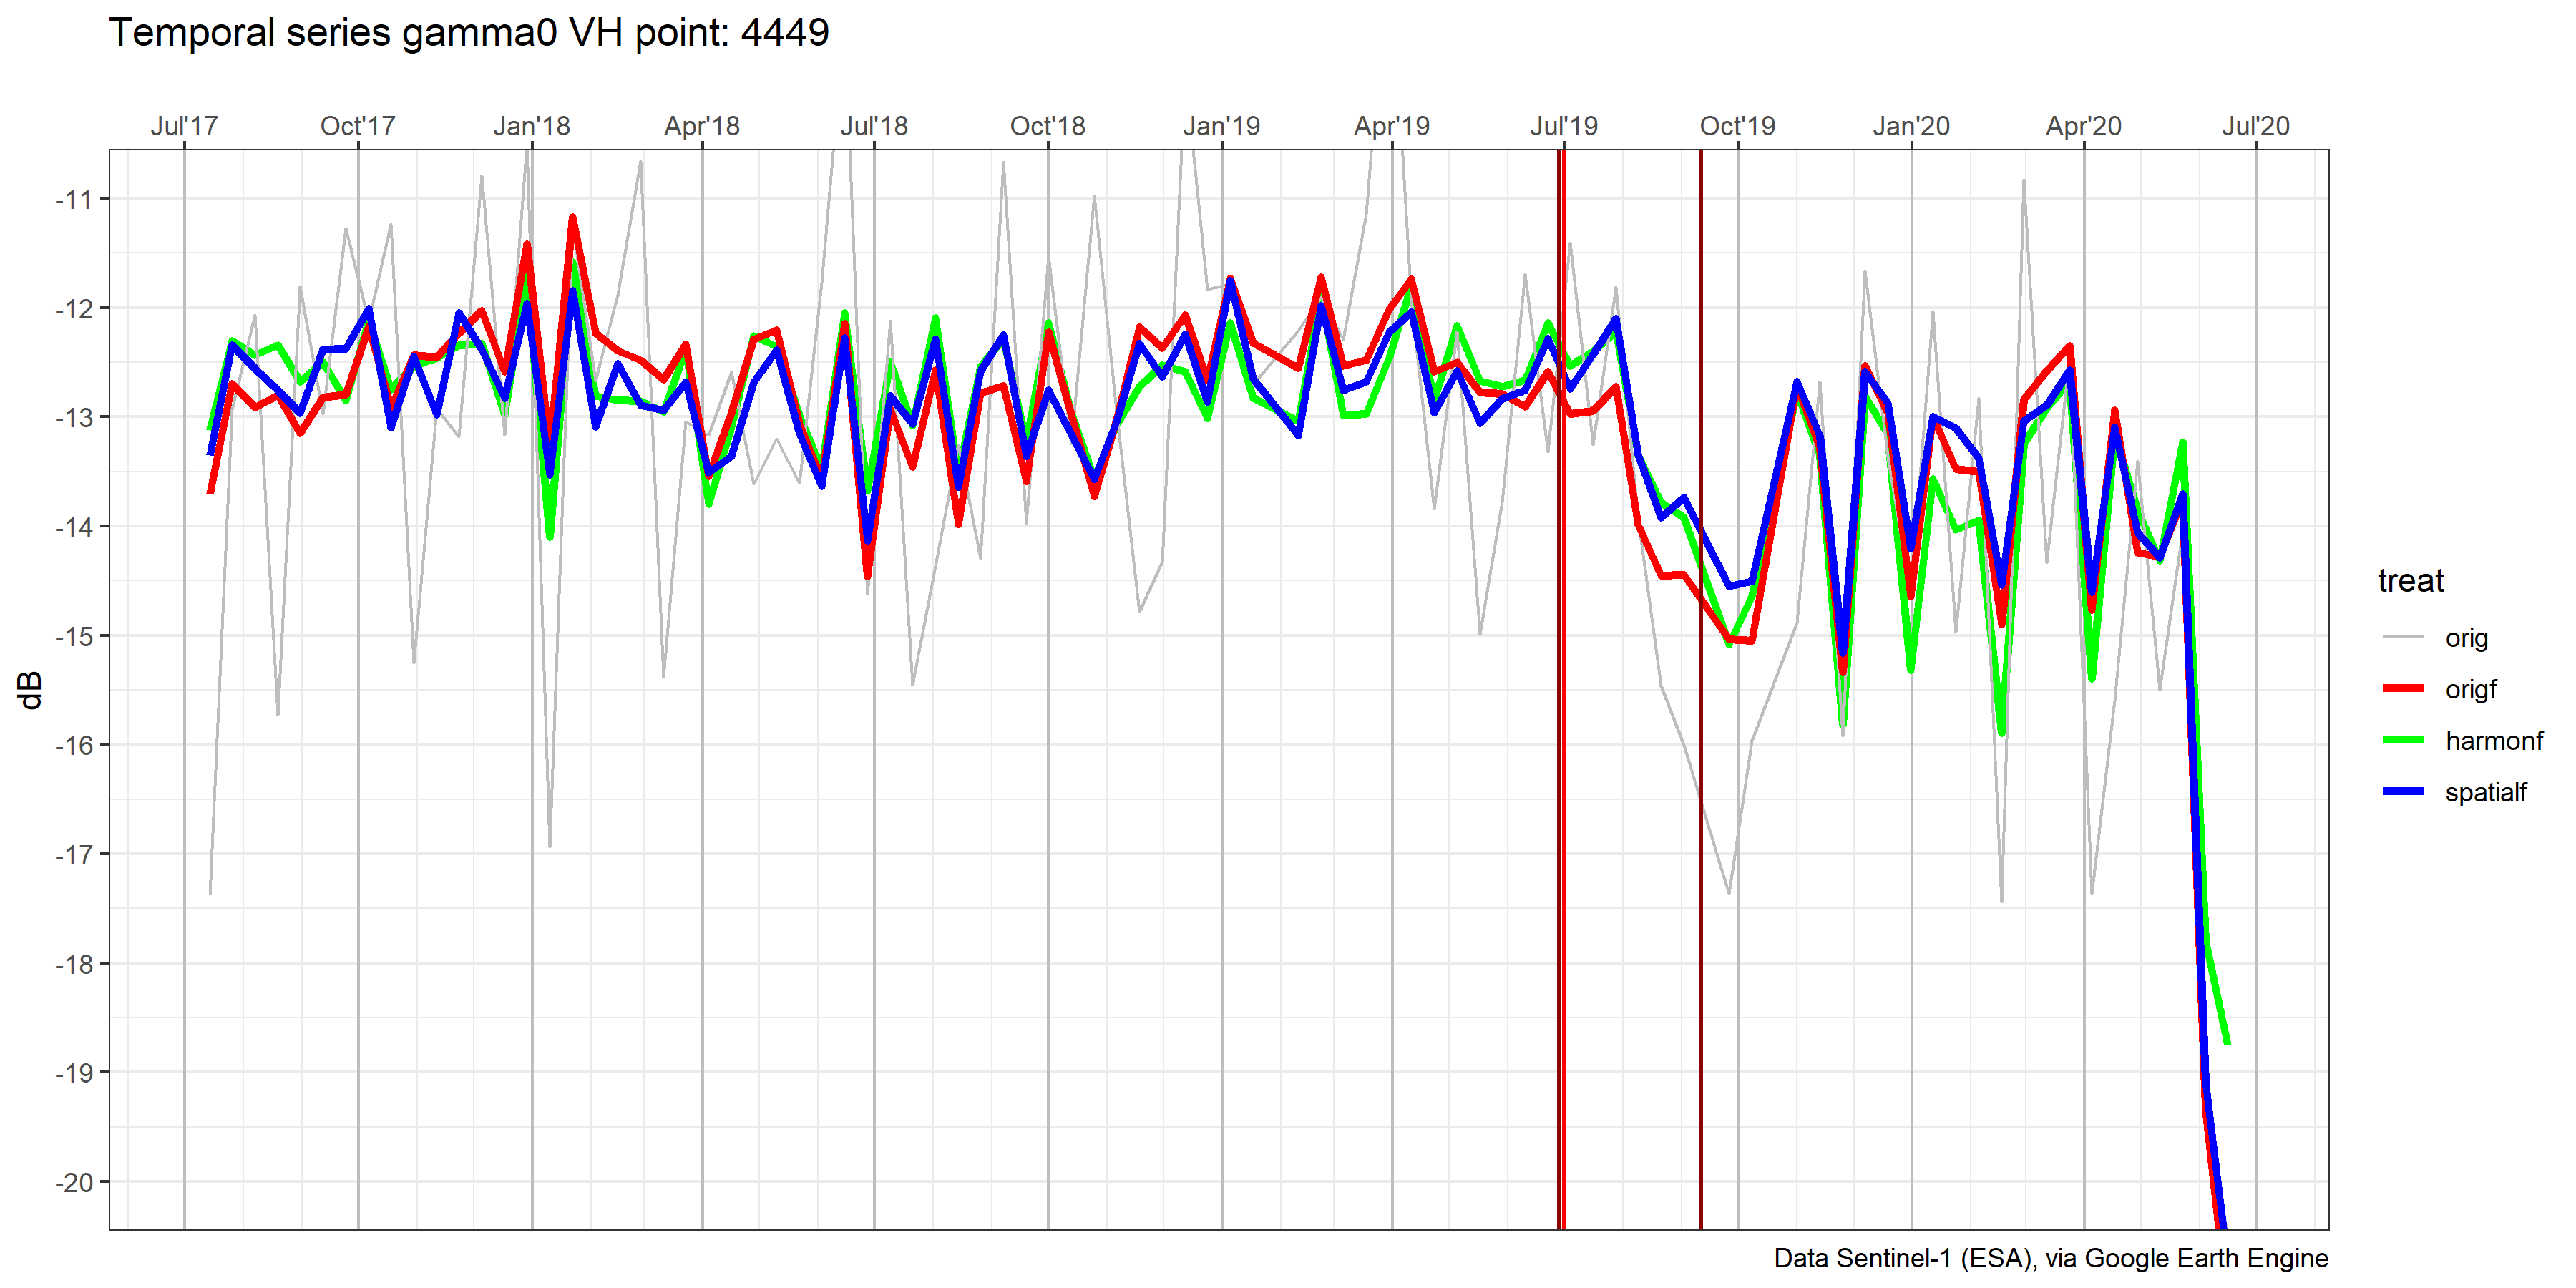 Temporal series gamma0 VH point: 4449
Jul'17 Oct'17 Jan'18 Apr'18 Jul'18 Oct'18 Jan'19 Apr'19 Jul'19 Oct'19 Jan'20 Apr'20 Jul'20
-11
-12
-13
-14
-15
-16
-17
-18
-19
-20
dB
treat
orig
origf
harmonf
spatialf
Data Sentinel-1 (ESA), via Google Earth Engine